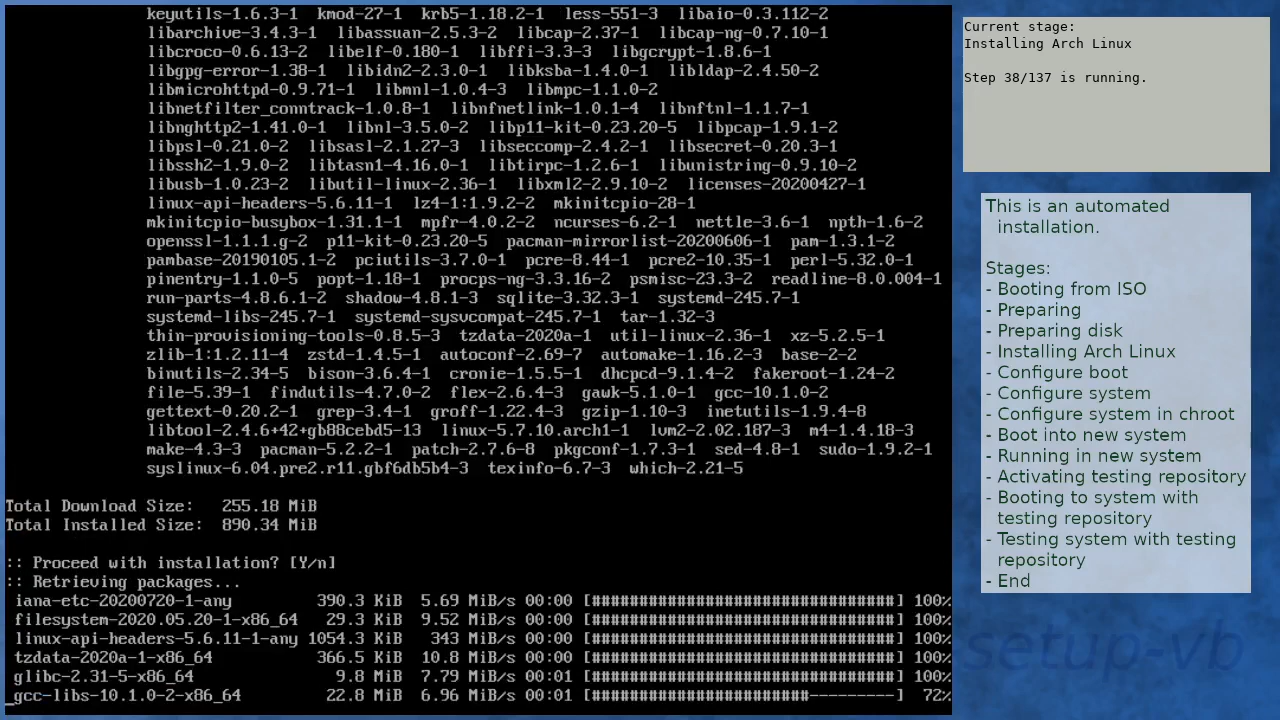 keyutils-1.6.3-1  kmod-27-1  krb5-1.18.2-1  less-551-3  libaio-0.3.112-2
libarchive-3.4.3-1  libassuan-2.5.3-2  libcap-2.37-1  libcap-ng-0.7.10-1
libcroco-0.6.13-2  libelf-0.180-1  libffi-3.3-3  libgcrypt-1.8.6-1
libgpg-error-1.38-1  libidn2-2.3.0-1  libksba-1.4.0-1  libldap-2.4.50-2
libmicrohttpd-0.9.71-1  libmnl-1.0.4-3  libmpc-1.1.0-2
libnetfilter_conntrack-1.0.8-1  libnfnetlink-1.0.1-4  libnftnl-1.1.7-1
libnghttp2-1.41.0-1  libnl-3.5.0-2  libp11-kit-0.23.20-5  libpcap-1.9.1-2
libpsl-0.21.0-2  libsasl-2.1.27-3  libseccomp-2.4.2-1  libsecret-0.20.3-1
libssh2-1.9.0-2  libtasn1-4.16.0-1  libtirpc-1.2.6-1  libunistring-0.9.10-2
libusb-1.0.23-2  libutil-linux-2.36-1  libxml2-2.9.10-2  licenses-20200427-1
linux-api-headers-5.6.11-1  lz4-1:1.9.2-2  mkinitcpio-28-1
mkinitcpio-busybox-1.31.1-1  mpfr-4.0.2-2  ncurses-6.2-1  nettle-3.6-1  npth-1.6-2
openssl-1.1.1.g-2  p11-kit-0.23.20-5  pacman-mirrorlist-20200606-1  pam-1.3.1-2
pambase-20190105.1-2  pciutils-3.7.0-1  pcre-8.44-1  pcre2-10.35-1  perl-5.32.0-1
pinentry-1.1.0-5  popt-1.18-1  procps-ng-3.3.16-2  psmisc-23.3-2  readline-8.0.004-1
run-parts-4.8.6.1-2  shadow-4.8.1-3  sqlite-3.32.3-1  systemd-245.7-1
systemd-libs-245.7-1  systemd-sysvcompat-245.7-1  tar-1.32-3
thin-provisioning-tools-0.8.5-3  tzdata-2020a-1  util-linux-2.36-1  xz-5.2.5-1
zlib-1:1.2.11-4  zstd-1.4.5-1  autoconf-2.69-7  automake-1.16.2-3  base-2-2
binutils-2.34-5  bison-3.6.4-1  cronie-1.5.5-1  dhcpcd-9.1.4-2  fakeroot-1.24-2
file-5.39-1  findutils-4.7.0-2  flex-2.6.4-3  gawk-5.1.0-1  gcc-10.1.0-2
gettext-0.20.2-1  grep-3.4-1  groff-1.22.4-3  gzip-1.10-3  inetutils-1.9.4-8
libtool-2.4.6+42+gb88cebd5-13  linux-5.7.10.arch1-1  lvm2-2.02.187-3  m4-1.4.18-3
make-4.3-3  pacman-5.2.2-1  patch-2.7.6-8  pkgconf-1.7.3-1  sed-4.8-1  sudo-1.9.2-1
syslinux-6.04.pre2.r11.gbf6db5b4-3  texinfo-6.7-3  which-2.21-5
Total Download Size:   255.18 MiB
Total Installed Size:  890.34 MiB
:: Proceed with installation? [Y/n]
:: Retrieving packages...
iana-etc-20200720-1-any  390.3 KiB  5.69 MiB/s 00:00 [################################] 100%
filesystem-2020.05.20-1-x86_64  29.3 KiB  9.52 MiB/s 00:00 [################################] 100%
linux-api-headers-5.6.11-1-any 1054.3 KiB   343 MiB/s 00:00 [################################] 100%
tzdata-2020a-1-x86_64  366.5 KiB  10.8 MiB/s 00:00 [################################] 100%
glibc-2.31-5-x86_64  9.8 MiB  7.79 MiB/s 00:01 [################################] 100%
gcc-libs-10.1.0-2-x86_64  22.8 MiB  6.96 MiB/s 00:01 [#######################---------]  72%
Current stage:
Installing Arch Linux
Step 38/137 is running.
This is an automated
installation.
Stages:
- Booting from ISO
- Preparing
- Preparing disk
- Installing Arch Linux
- Configure boot
- Configure system
- Configure system in chroot
- Boot into new system
- Running in new system
- Activating testing repository
- Booting to system with
testing repository
- Testing system with testing
repository
- End
setup-vb